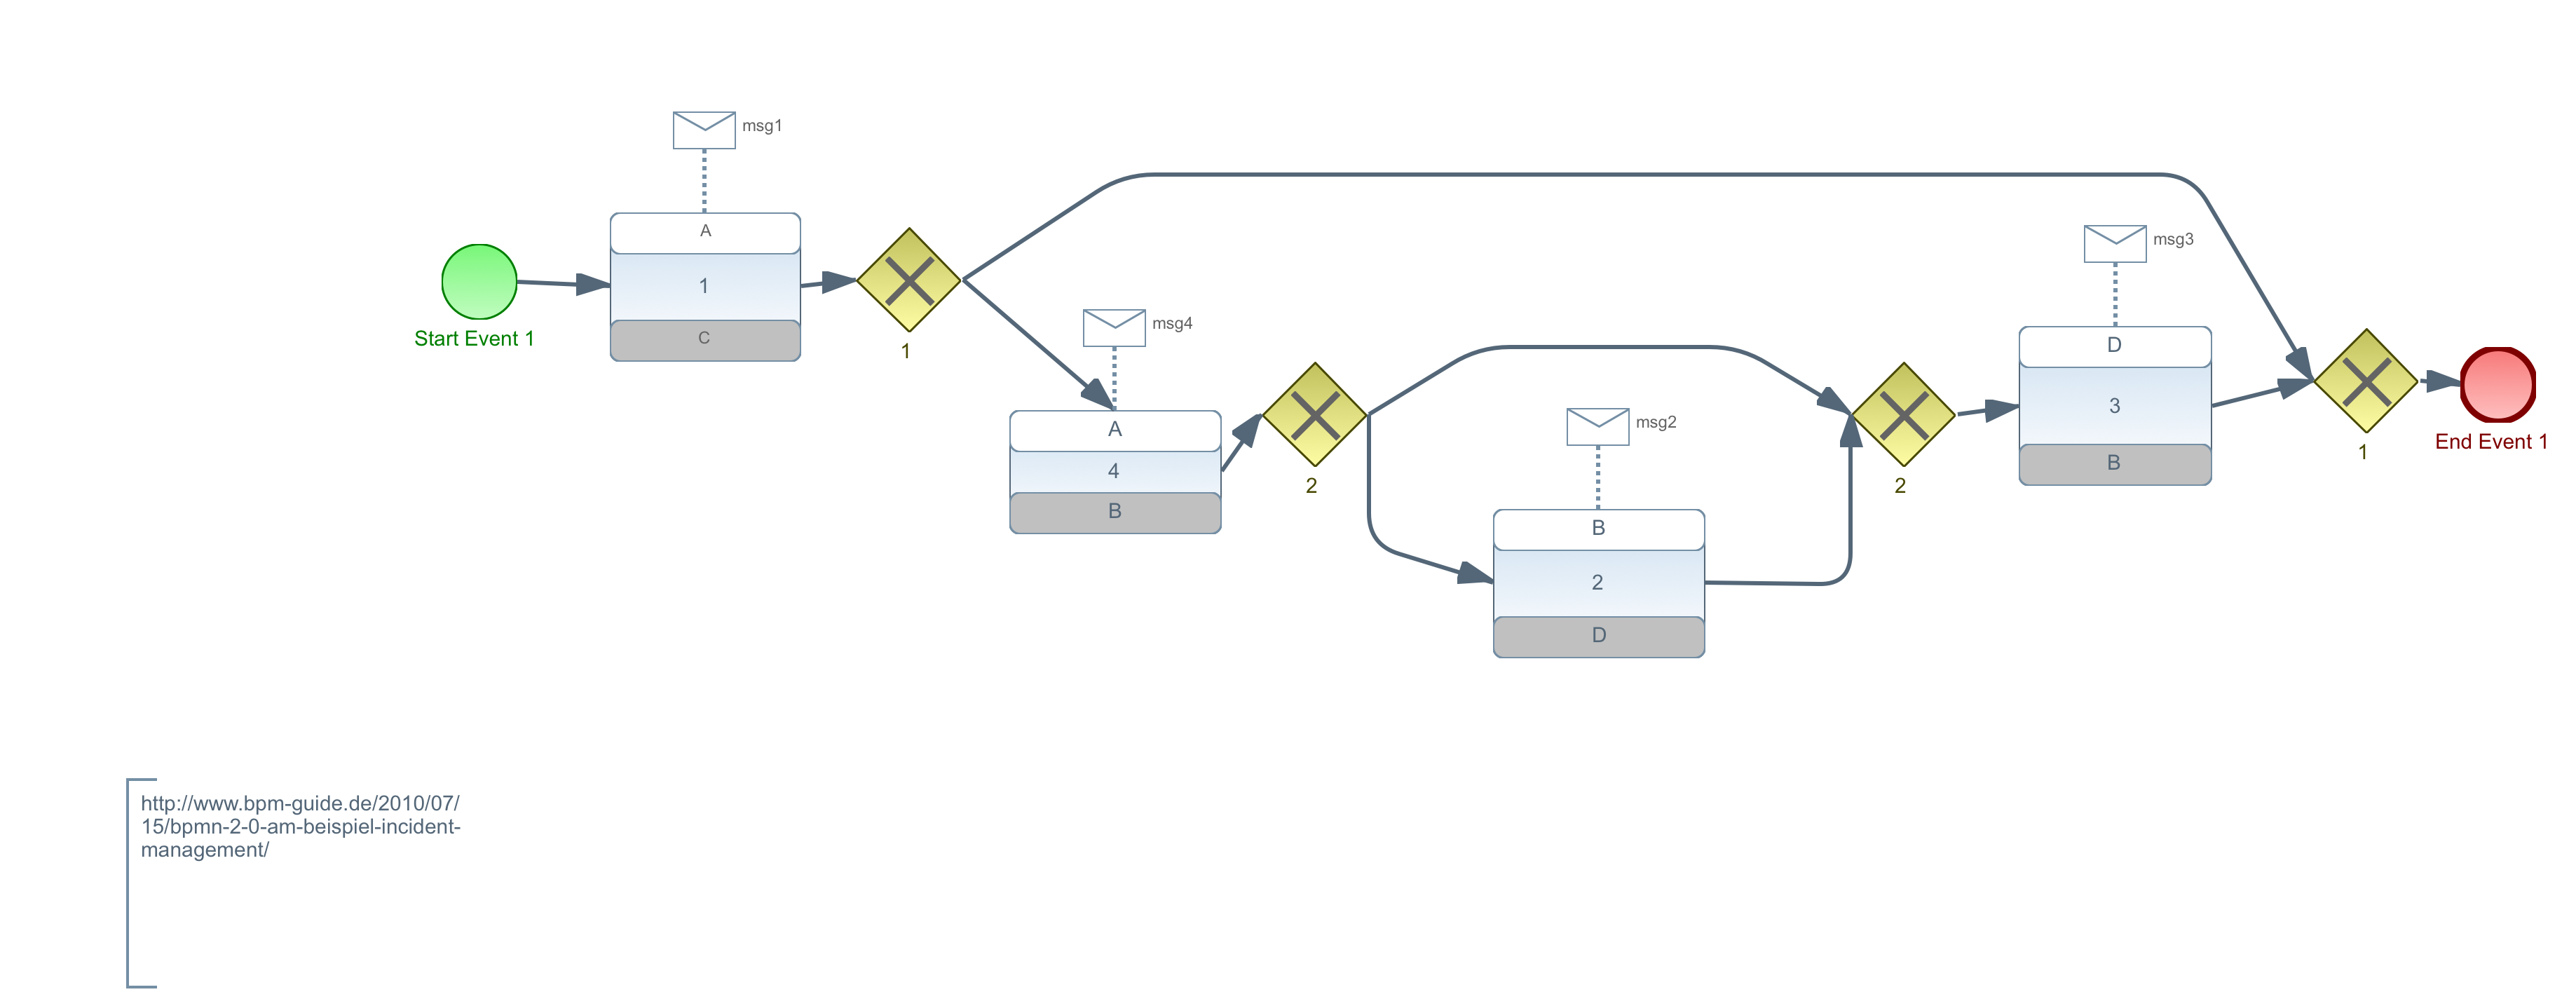 msg1
A
1
C
Start Event 1
1
msg4
A
4
B
2
msg2
B
2
D
2
msg3
D
3
B
1
End Event 1
http://www.bpm-guide.de/2010/07/
15/bpmn-2-0-am-beispiel-incident-
management/